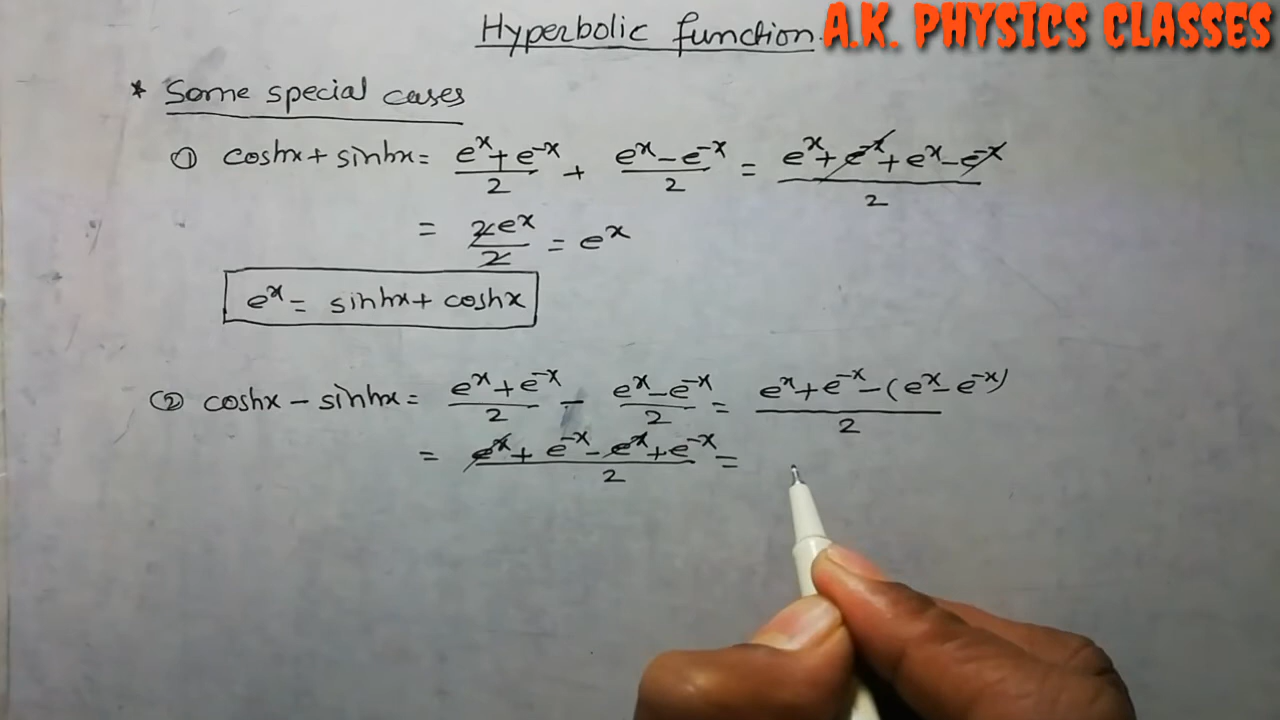 Hyperbolic function. A.K. PHYSICS CLASSES
* Some special cases
① coshx + sinhx = (e^x + e^-x)/2 + (e^x - e^-x)/2 = (e^x + e^-x + e^x - e^-x)/2
= 2e^x/2 = e^x
e^x = sinhx + coshx
② coshx - sinhx = (e^x + e^-x)/2 - (e^x - e^-x)/2 = (e^x + e^-x - (e^x - e^-x))/2
= (e^x + e^-x - e^x + e^-x)/2 =